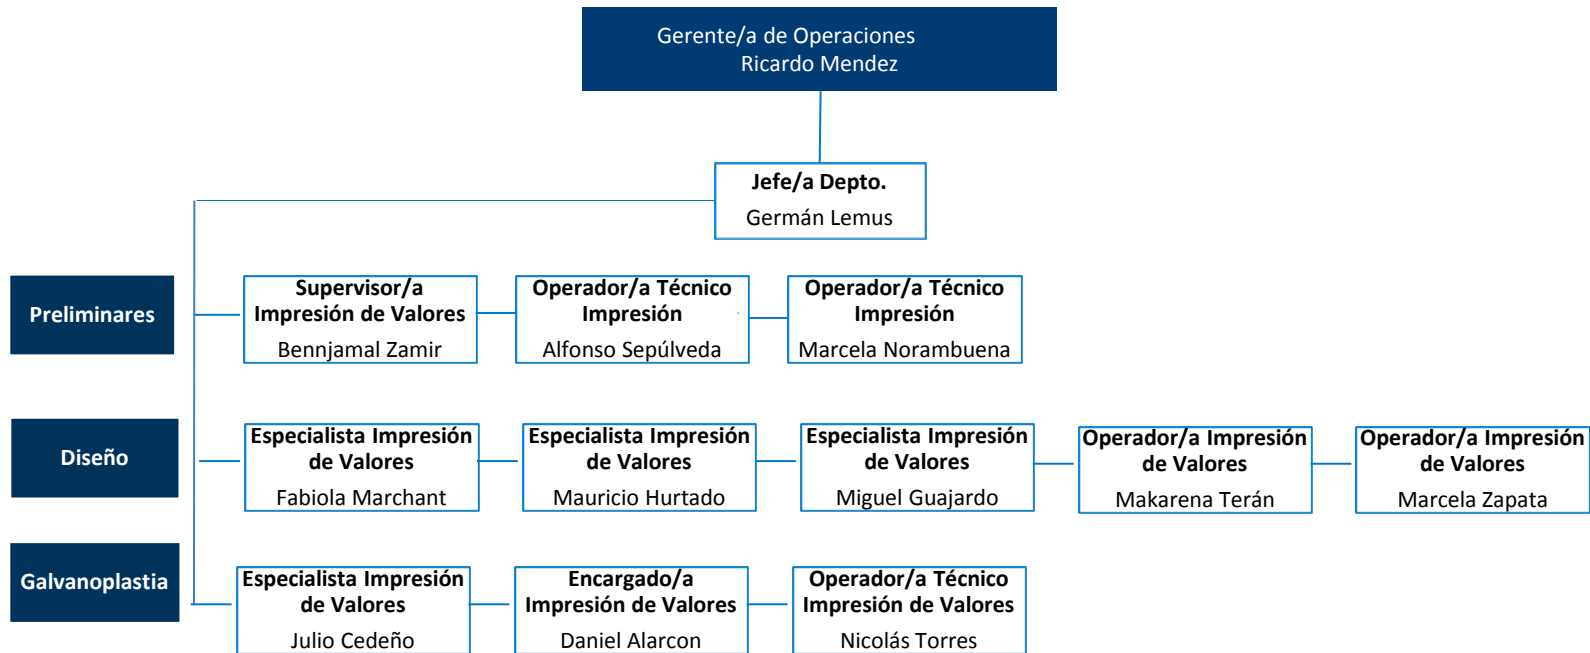 Gerente/a de Operaciones
Ricardo Mendez
Jefe/a Depto.
Germán Lemus
Preliminares
Supervisor/a
Impresión de Valores
Bennjamal Zamir
Operador/a Técnico
Impresión
Alfonso Sepúlveda
Operador/a Técnico
Impresión
Marcela Norambuena
Diseño
Especialista Impresión
de Valores
Fabiola Marchant
Especialista Impresión
de Valores
Mauricio Hurtado
Especialista Impresión
de Valores
Miguel Guajardo
Operador/a Impresión
de Valores
Makarena Terán
Operador/a Impresión
de Valores
Marcela Zapata
Galvanoplastia
Especialista Impresión
de Valores
Julio Cedeño
Encargado/a
Impresión de Valores
Daniel Alarcon
Operador/a Técnico
Impresión de Valores
Nicolás Torres